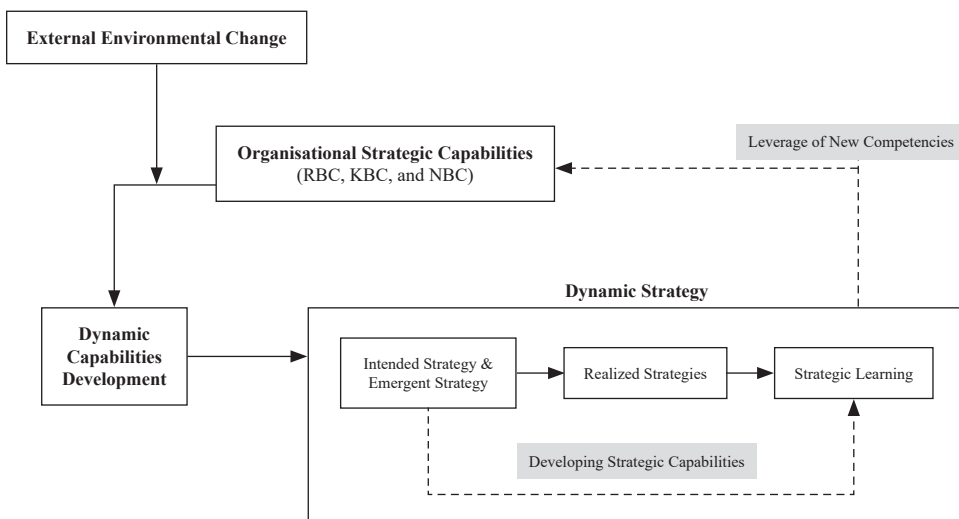 External Environmental Change
Leverage of New Competencies
Organisational Strategic Capabilities
(RBC, KBC, and NBC)
Dynamic Strategy
Dynamic
Capabilities
Development
Intended Strategy &
Emergent Strategy
Realized Strategies
Strategic Learning
Developing Strategic Capabilities